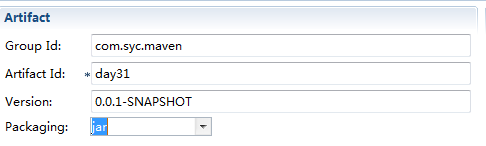 Artifact
Group Id: com.syc.maven
Artifact Id: * day31
Version: 0.0.1-SNAPSHOT
Packaging: jar